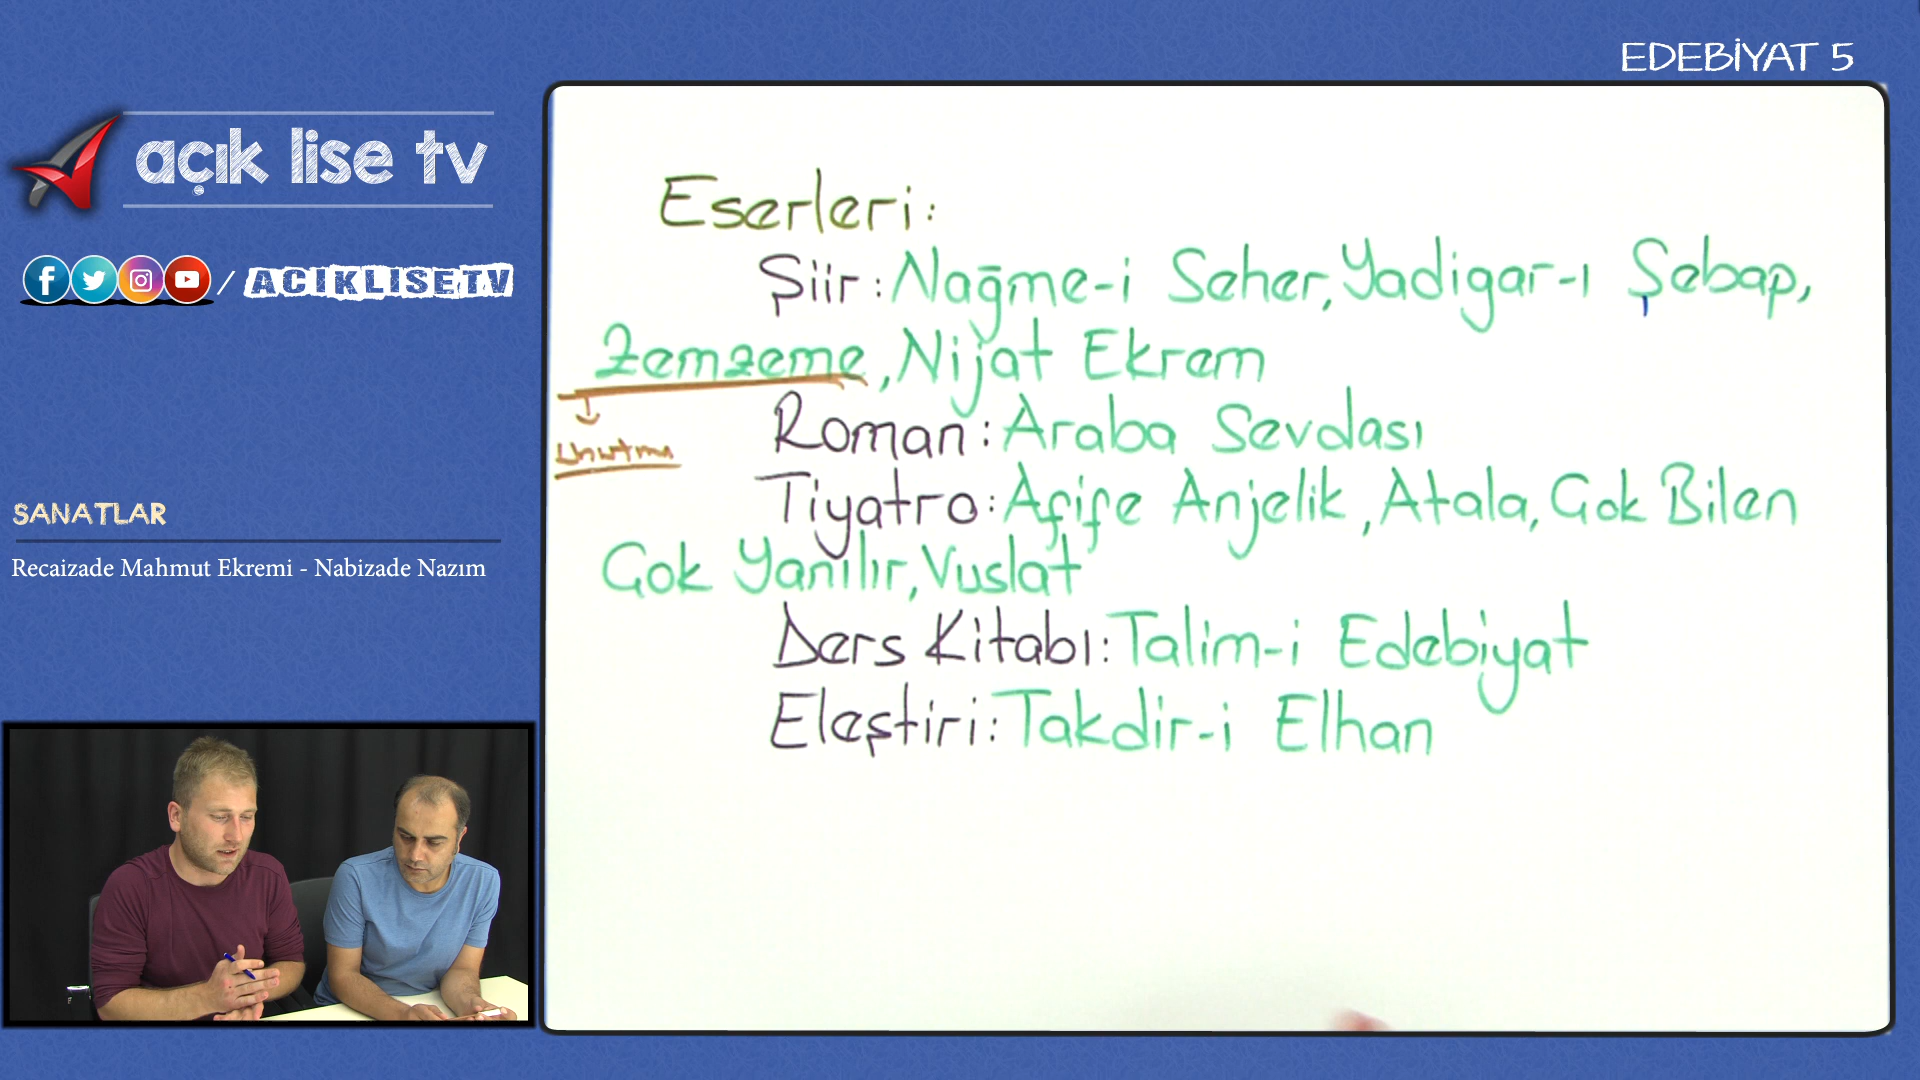 EDEBİYAT 5
açık lise tv
/ ACIKLISETV
SANATLAR
Recaizade Mahmut Ekremi - Nabizade Nazım
Eserleri:
Şiir: Nağme-i Seher, Yadigar-ı Şebap,
Zemzeme, Nijat Ekrem
Unutma
Roman: Araba Sevdası
Tiyatro: Afife Anjelik, Atala, Gok Bilen
Gok Yanılır, Vuslat
Ders Kitabı: Talim-i Edebiyat
Eleştiri: Takdir-i Elhan